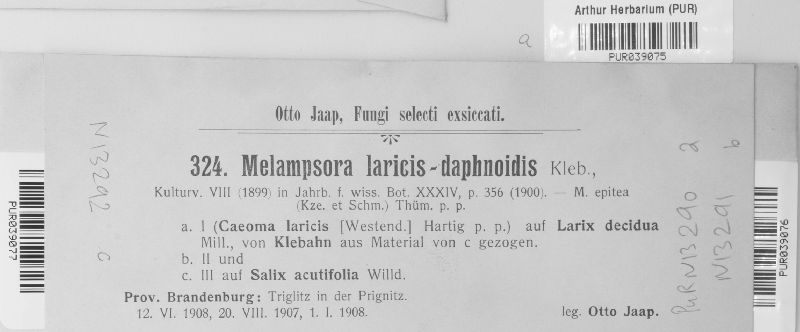 Arthur Herbarium (PUR)
PUR039075
a
Otto Jaap, Fungi selecti exsiccati.
324. Melampsora laricis-daphnoidis Kleb.,
Kulturv. VIII (1899) in Jahrb. f. wiss. Bot. XXXIV, p. 356 (1900). — M. epitea
(Kze. et Schm.) Thüm. p. p.
a. I (Caeoma laricis [Westend.] Hartig p. p.) auf Larix decidua
Mill., von Klebahn aus Material von c gezogen.
b. II und
c. III auf Salix acutifolia Willd.
Prov. Brandenburg: Triglitz in der Prignitz.
12. VI. 1908, 20. VIII. 1907, 1. I. 1908.
leg. Otto Jaap.
N13292 c
PUR N13290 a
N13291 b
PUR039077
PUR039076